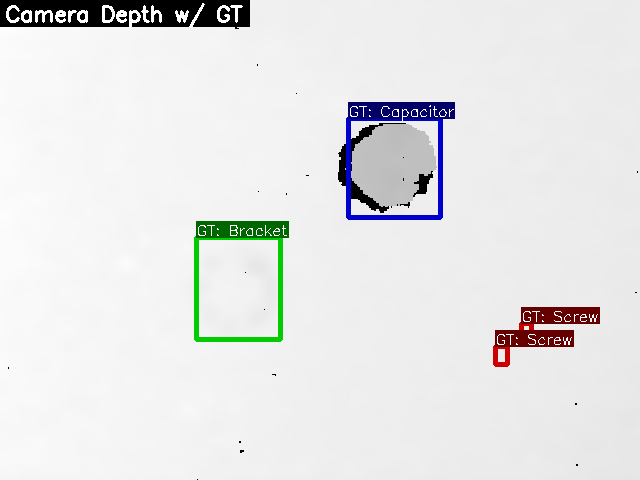 Camera Depth w/ GT
GT: Capacitor
GT: Bracket
GT: Screw
GT: Screw